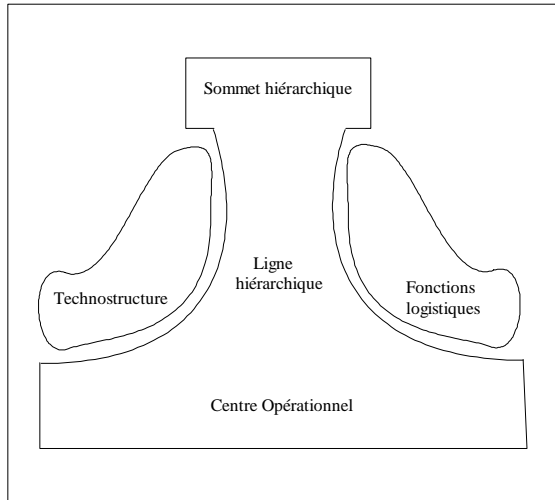 Sommet hiérarchique
Ligne
hiérarchique
Technostructure
Fonctions
logistiques
Centre Opérationnel